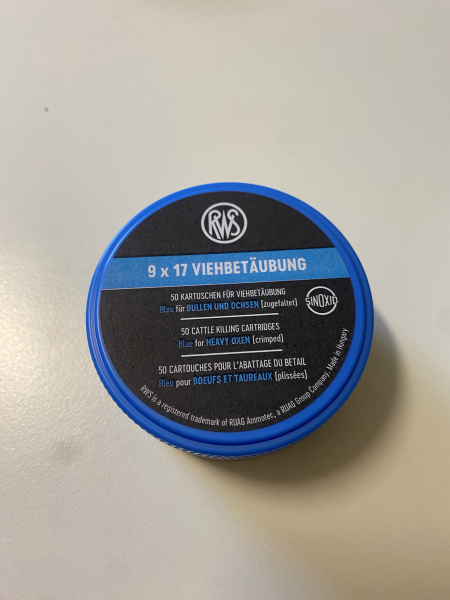 RWS
9 x 17 VIEHBETÄUBUNG
50 KARTUSCHEN FÜR VIEHBETÄUBUNG
Blau für BULLEN UND OCHSEN (zugefaltet)
SINOXID
50 CATTLE KILLING CARTRIDGES
Blue for HEAVY OXEN (crimped)
50 CARTOUCHES POUR L'ABATTAGE DU BETAIL
Bleu pour BOEUFS ET TAUREAUX (plissées)
RWS is a registered trademark of RUAG Ammotec, a RUAG Group Company. Made in Hungary